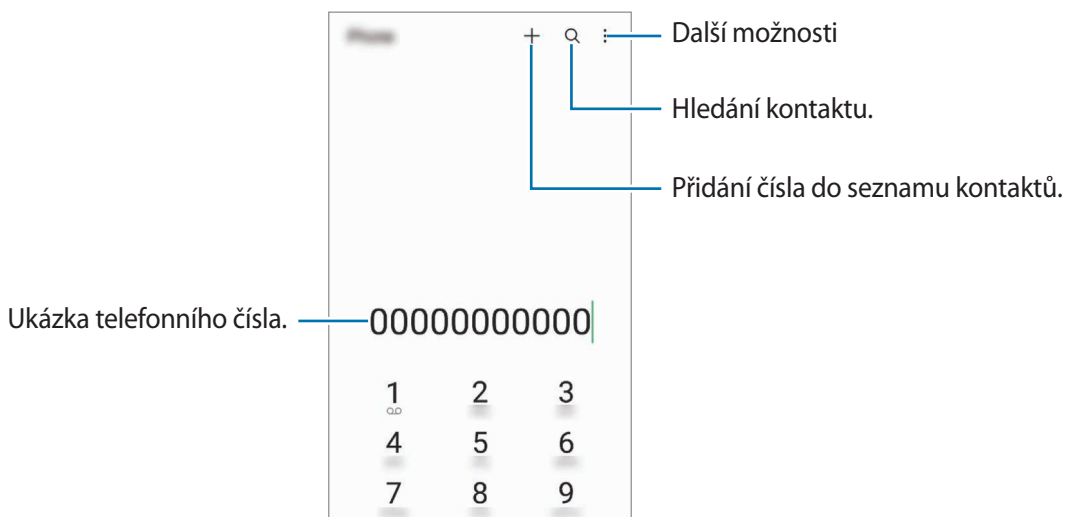 Další možnosti
Hledání kontaktu.
Přidání čísla do seznamu kontaktů.
Ukázka telefonního čísla.
00000000000
1 2 3
4 5 6
7 8 9